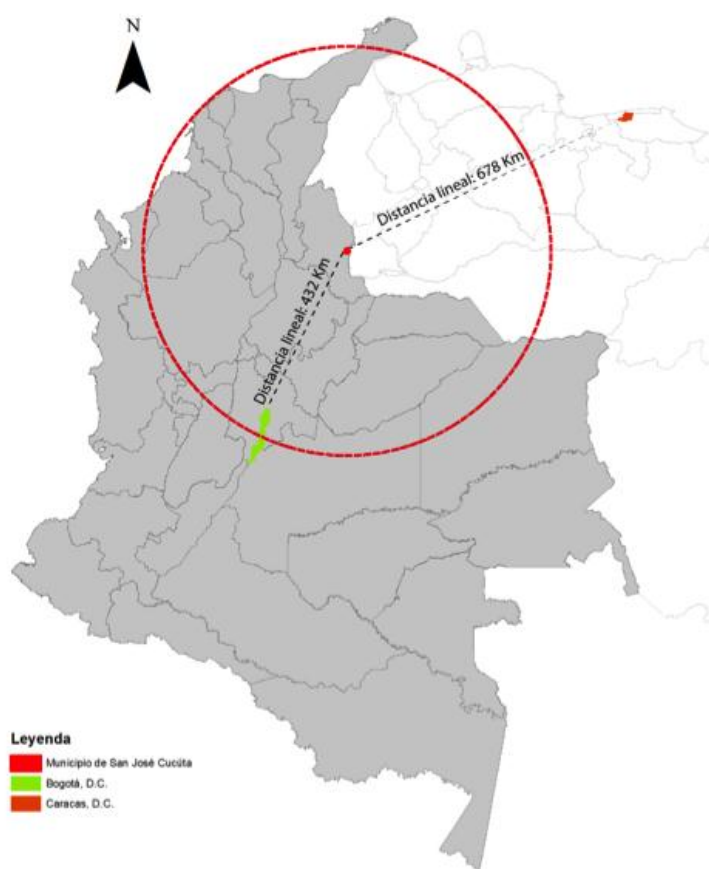 N
Distancia lineal: 678 Km
Distancia lineal: 432 Km
Leyenda
Municipio de San José Cucúta
Bogotá, D.C.
Caracas, D.C.